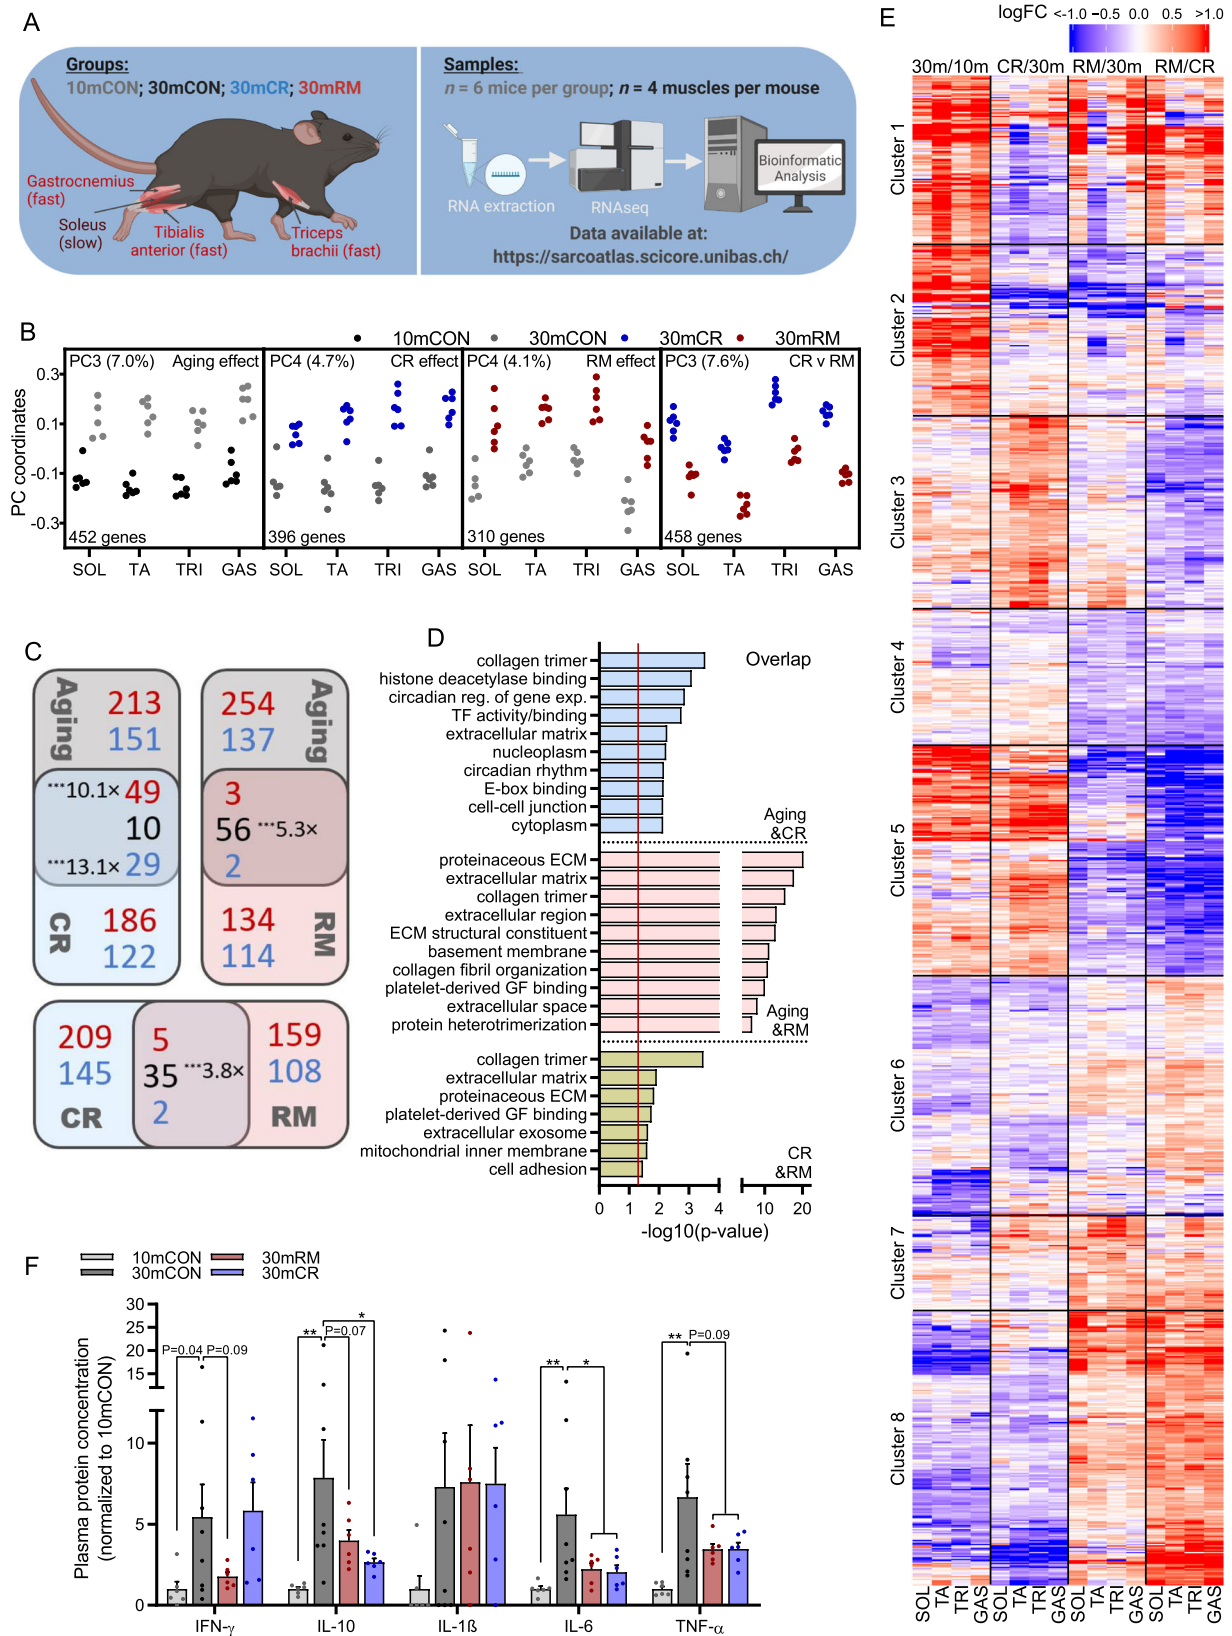 A
Groups:
10mCON; 30mCON; 30mCR; 30mRM
Gastrocnemius
(fast)
Soleus
(slow)
Tibialis
anterior (fast)
Triceps
brachii (fast)
Samples:
n = 6 mice per group; n = 4 muscles per mouse
RNA extraction
RNAseq
Bioinformatic
Analysis
Data available at:
https://sarcoatlas.scicore.unibas.ch/
B
10mCON 30mCON 30mCR 30mRM
PC coordinates
0.3
0.1
-0.1
-0.3
PC3 (7.0%) Aging effect
452 genes
PC4 (4.7%) CR effect
396 genes
PC4 (4.1%) RM effect
310 genes
PC3 (7.6%) CR v RM
458 genes
SOL TA TRI GAS SOL TA TRI GAS SOL TA TRI GAS SOL TA TRI GAS
C
Aging
213
151
***10.1× 49
10
***13.1× 29
CR
186
122
Aging
254
137
3
56 ***5.3×
2
RM
134
114
209
145
CR
5
35 ***3.8×
2
159
108
RM
D
Overlap
collagen trimer
histone deacetylase binding
circadian reg. of gene exp.
TF activity/binding
extracellular matrix
nucleoplasm
circadian rhythm
E-box binding
cell-cell junction
cytoplasm
Aging
&CR
proteinaceous ECM
extracellular matrix
collagen trimer
extracellular region
ECM structural constituent
basement membrane
collagen fibril organization
platelet-derived GF binding
extracellular space
protein heterotrimerization
Aging
&RM
collagen trimer
extracellular matrix
proteinaceous ECM
platelet-derived GF binding
extracellular exosome
mitochondrial inner membrane
cell adhesion
CR
&RM
0 1 2 3 4 10 20
-log10(p-value)
E
logFC <-1.0 −0.5 0.0 0.5 >1.0
30m/10m CR/30m RM/30m RM/CR
Cluster 1
Cluster 2
Cluster 3
Cluster 4
Cluster 5
Cluster 6
Cluster 7
Cluster 8
SOL TA TRI GAS SOL TA TRI GAS SOL TA TRI GAS SOL TA TRI GAS
F
10mCON 30mRM
30mCON 30mCR
Plasma protein concentration
(normalized to 10mCON)
30
25
20
15
10
5
0
P=0.04 P=0.09
** P=0.07 *
** *
** P=0.09
IFN-γ IL-10 IL-1ß IL-6 TNF-α